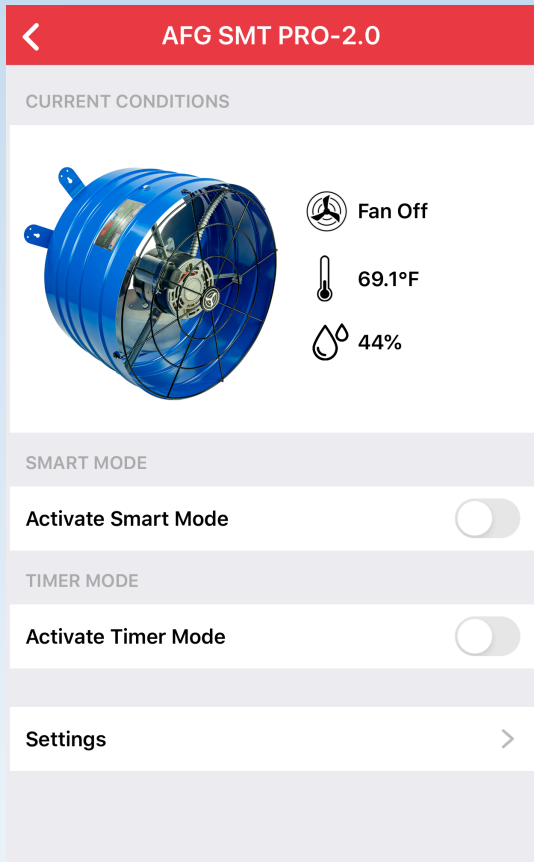 AFG SMT PRO-2.0
CURRENT CONDITIONS
Fan Off
69.1°F
44%
SMART MODE
Activate Smart Mode
TIMER MODE
Activate Timer Mode
Settings